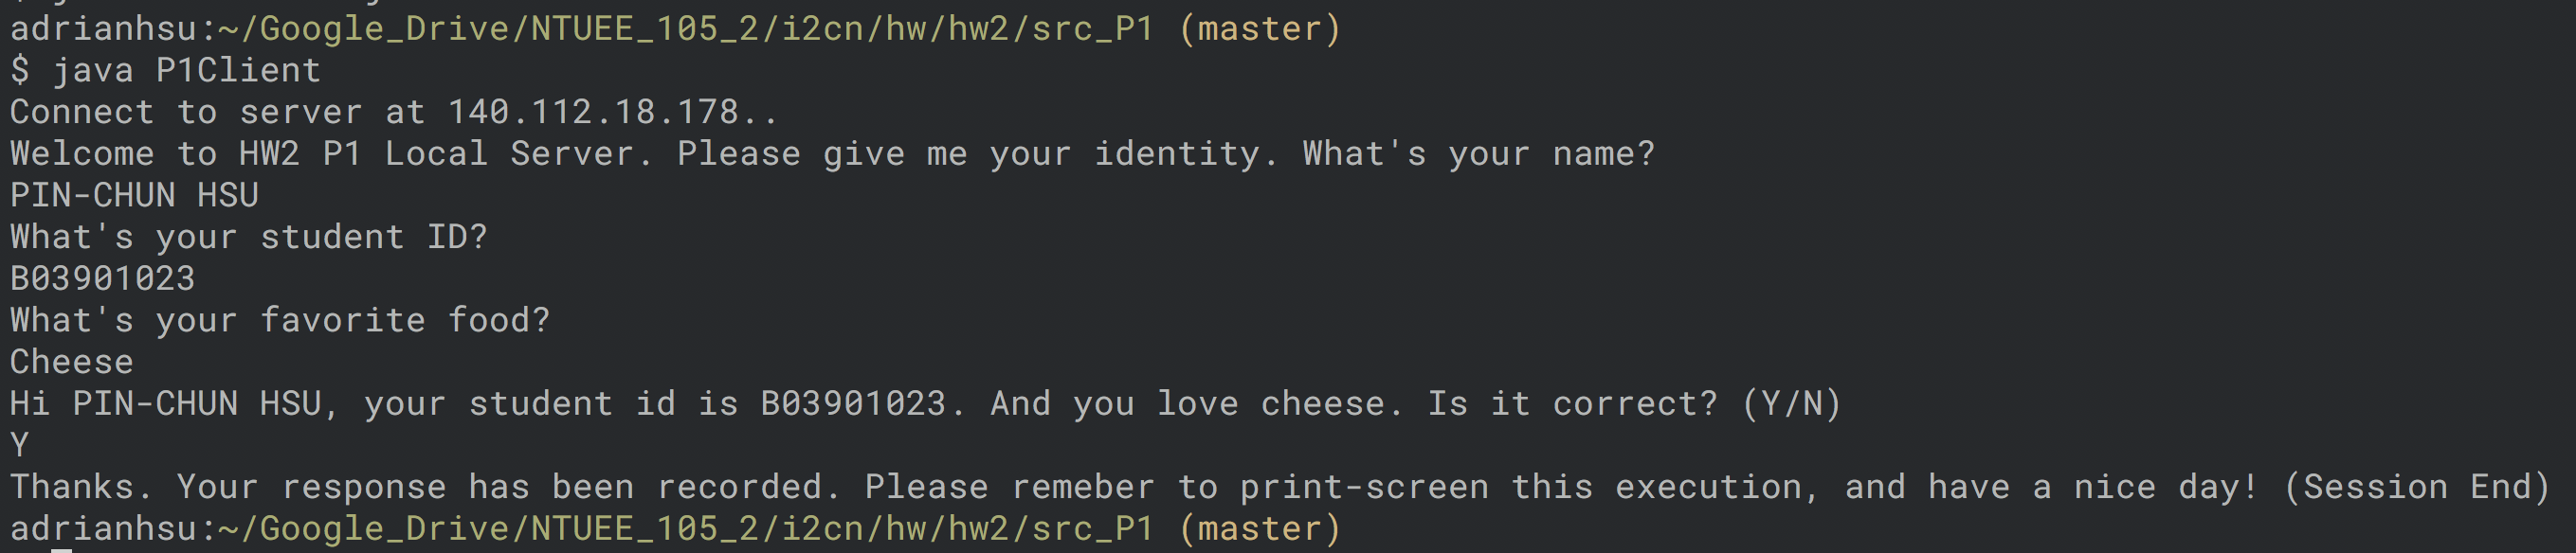 adrianhsu:~/Google_Drive/NTUEE_105_2/i2cn/hw/hw2/src_P1 (master)
$ java P1Client
Connect to server at 140.112.18.178..
Welcome to HW2 P1 Local Server. Please give me your identity. What's your name?
PIN-CHUN HSU
What's your student ID?
B03901023
What's your favorite food?
Cheese
Hi PIN-CHUN HSU, your student id is B03901023. And you love cheese. Is it correct? (Y/N)
Y
Thanks. Your response has been recorded. Please remeber to print-screen this execution, and have a nice day! (Session End)
adrianhsu:~/Google_Drive/NTUEE_105_2/i2cn/hw/hw2/src_P1 (master)